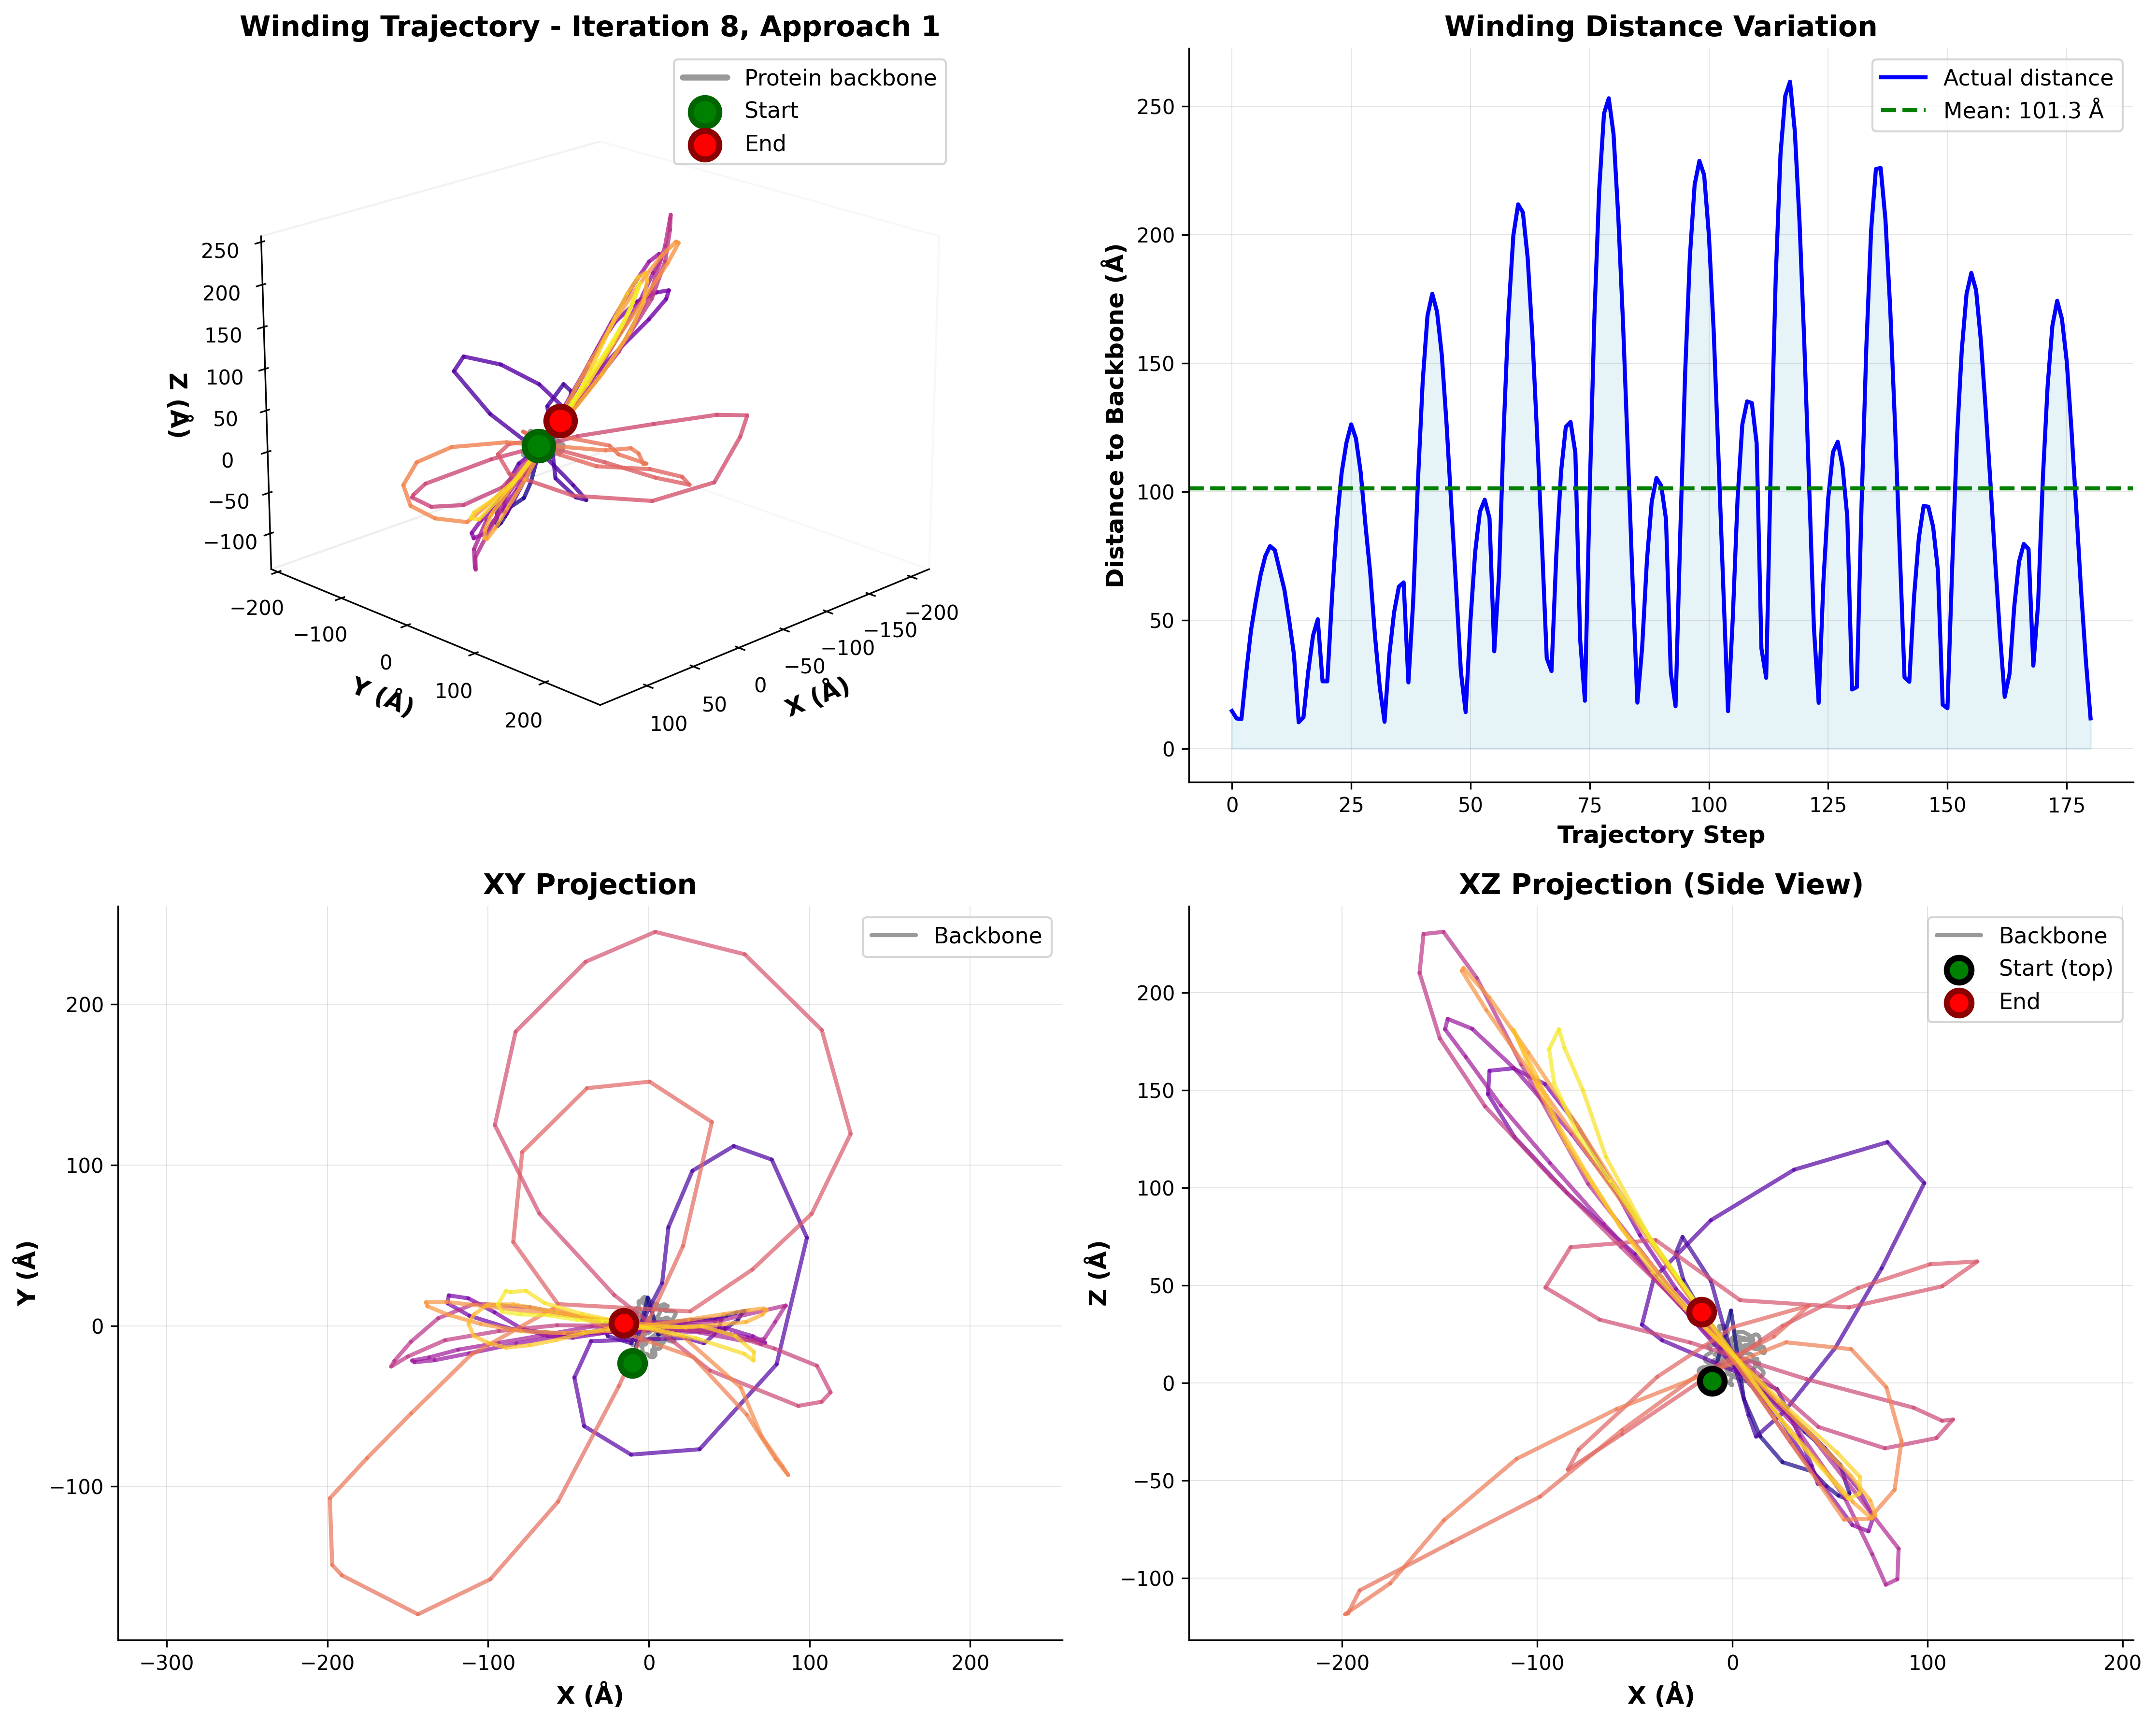 Winding Trajectory - Iteration 8, Approach 1
Protein backbone
Start
End
250
200
150
100
50
0
−50
−100
Z (Å)
−200
−100
0
100
200
Y (Å)
100
50
0
−50
−100
−150
−200
X (Å)
Winding Distance Variation
Actual distance
Mean: 101.3 Å
250
200
150
100
50
0
Distance to Backbone (Å)
0
25
50
75
100
125
150
175
Trajectory Step
XY Projection
Backbone
200
100
0
−100
Y (Å)
−300
−200
−100
0
100
200
X (Å)
XZ Projection (Side View)
Backbone
Start (top)
End
200
150
100
50
0
−50
−100
Z (Å)
−200
−100
0
100
200
X (Å)